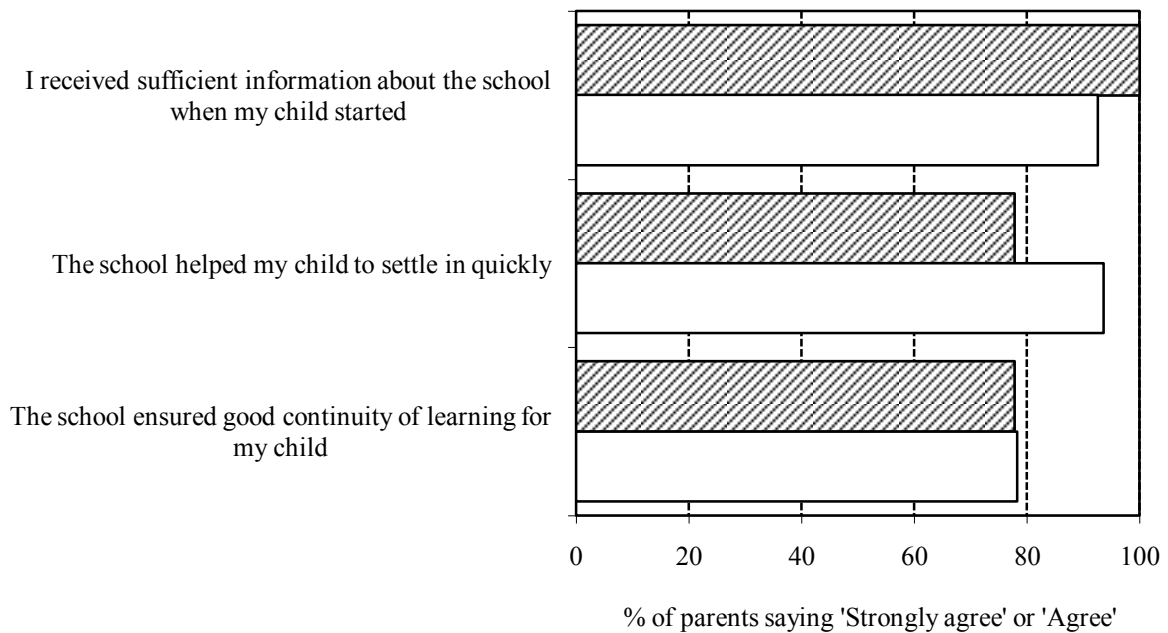 I received sufficient information about the school
when my child started
The school helped my child to settle in quickly
The school ensured good continuity of learning for
my child
0 20 40 60 80 100
% of parents saying 'Strongly agree' or 'Agree'